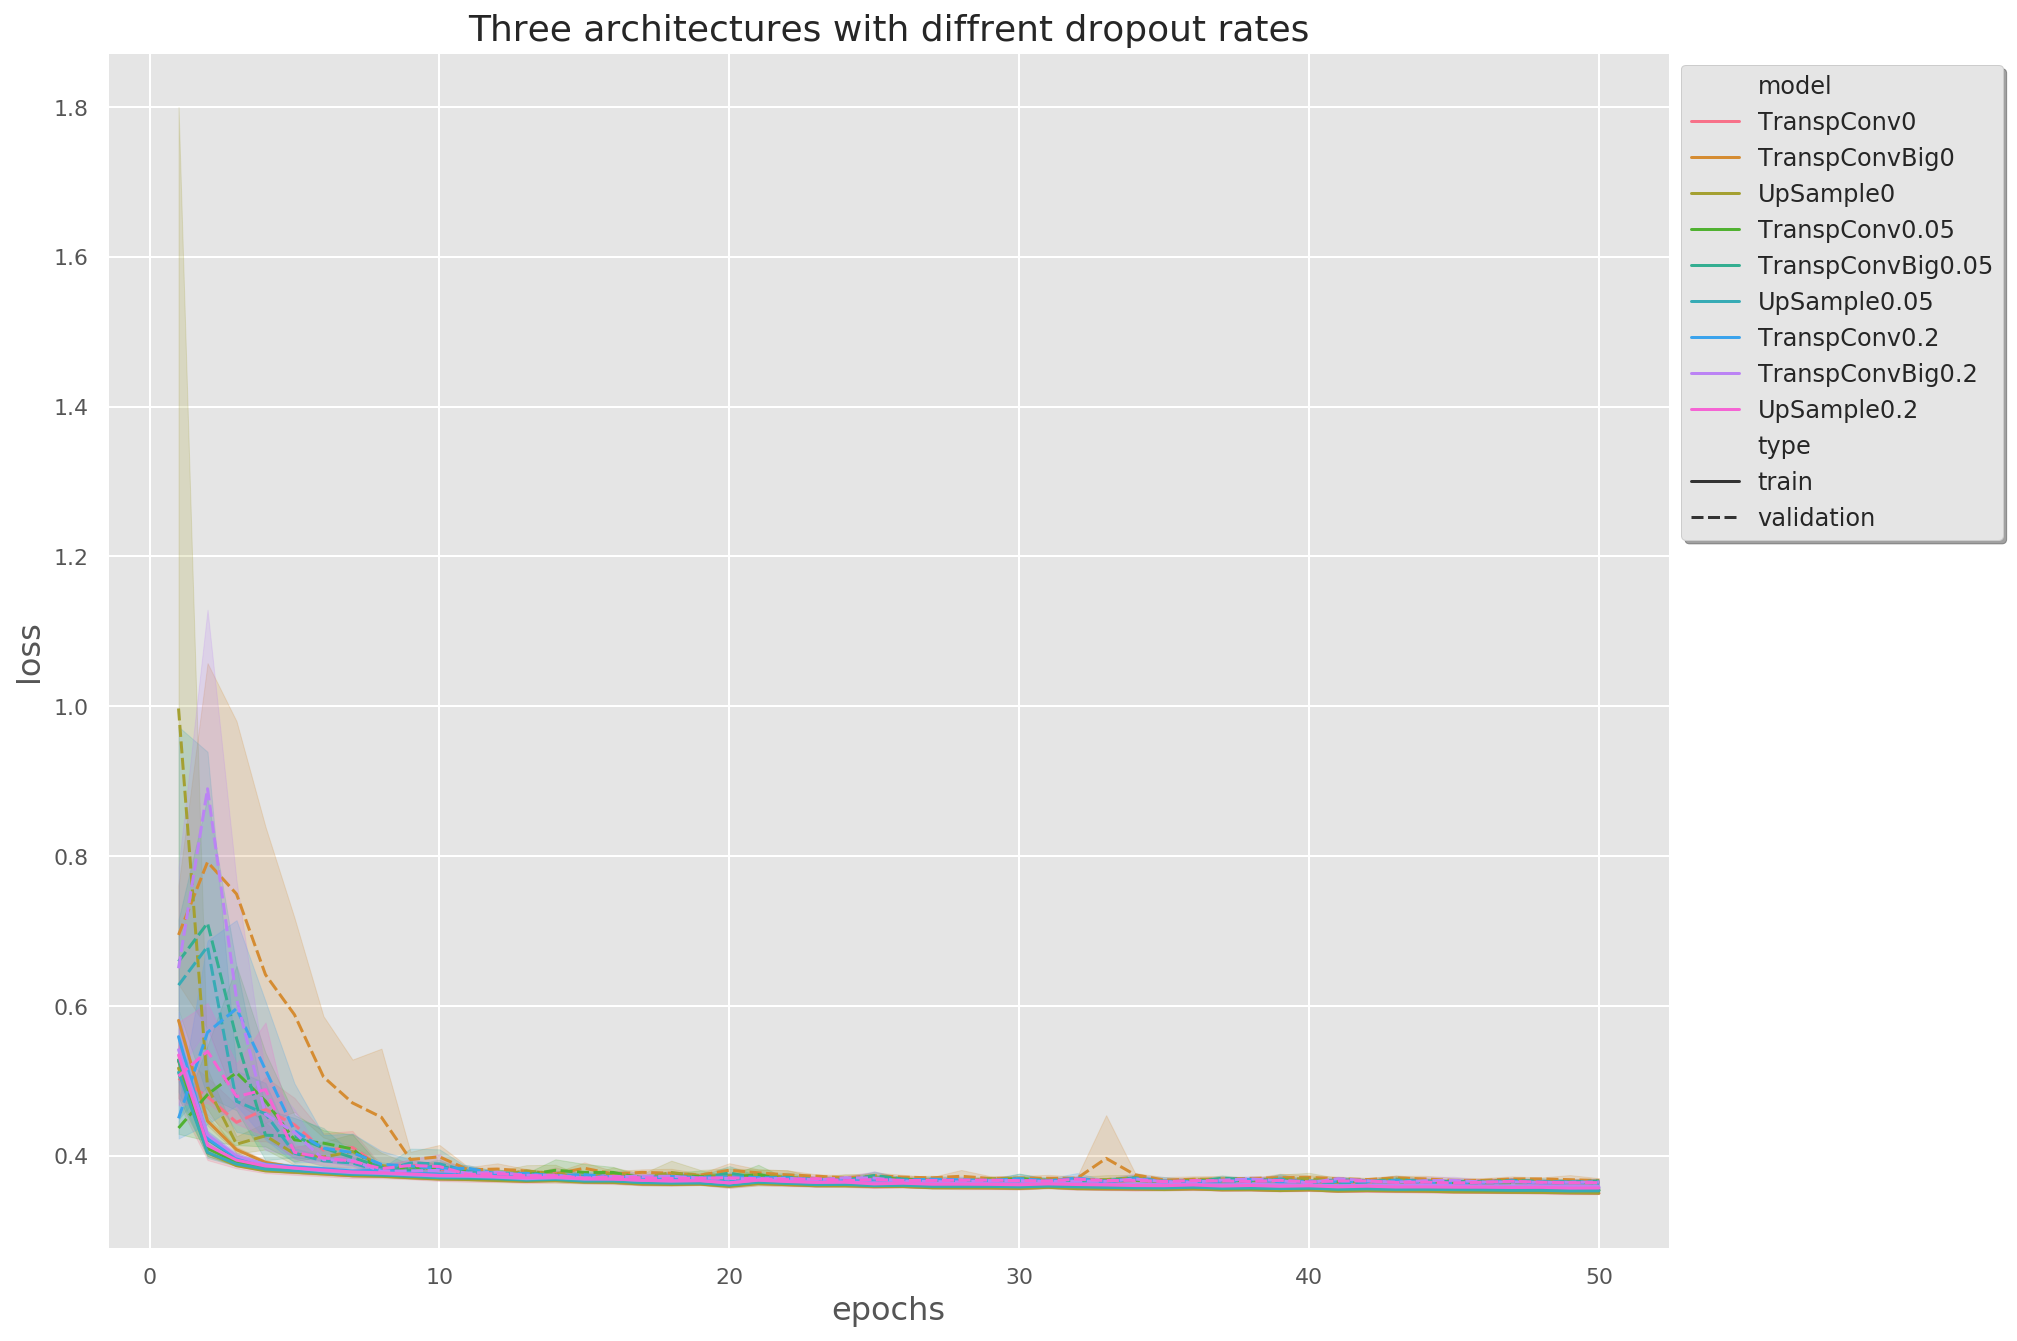 Three architectures with diffrent dropout rates
1.8
1.6
1.4
1.2
1.0
0.8
0.6
0.4
loss
0 10 20 30 40 50
epochs
model
TranspConv0
TranspConvBig0
UpSample0
TranspConv0.05
TranspConvBig0.05
UpSample0.05
TranspConv0.2
TranspConvBig0.2
UpSample0.2
type
train
validation